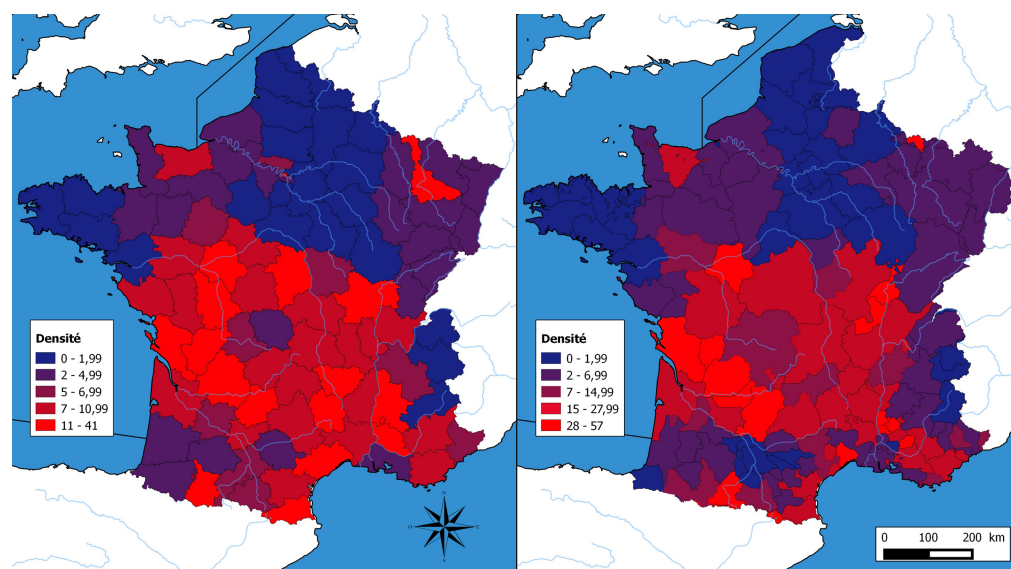 Densité
0 - 1,99
2 - 4,99
5 - 6,99
7 - 10,99
11 - 41
Densité
0 - 1,99
2 - 6,99
7 - 14,99
15 - 27,99
28 - 57
0 100 200 km